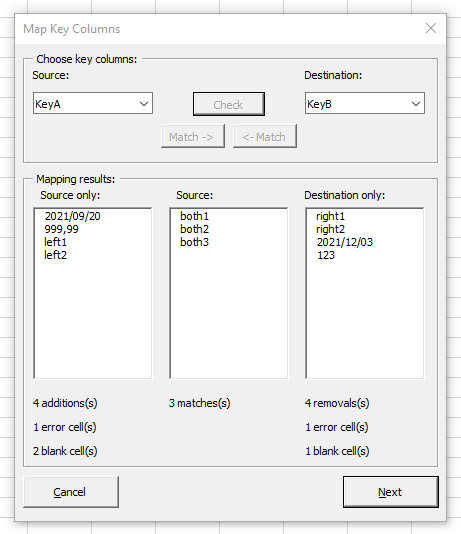 Map Key Columns
Choose key columns:
Source:
Destination:
KeyA
Check
KeyB
Match ->
<- Match
Mapping results:
Source only:
Source:
Destination only:
2021/09/20
999,99
left1
left2
both1
both2
both3
right1
right2
2021/12/03
123
4 additions(s)
3 matches(s)
4 removals(s)
1 error cell(s)
1 error cell(s)
2 blank cell(s)
1 blank cell(s)
Cancel
Next